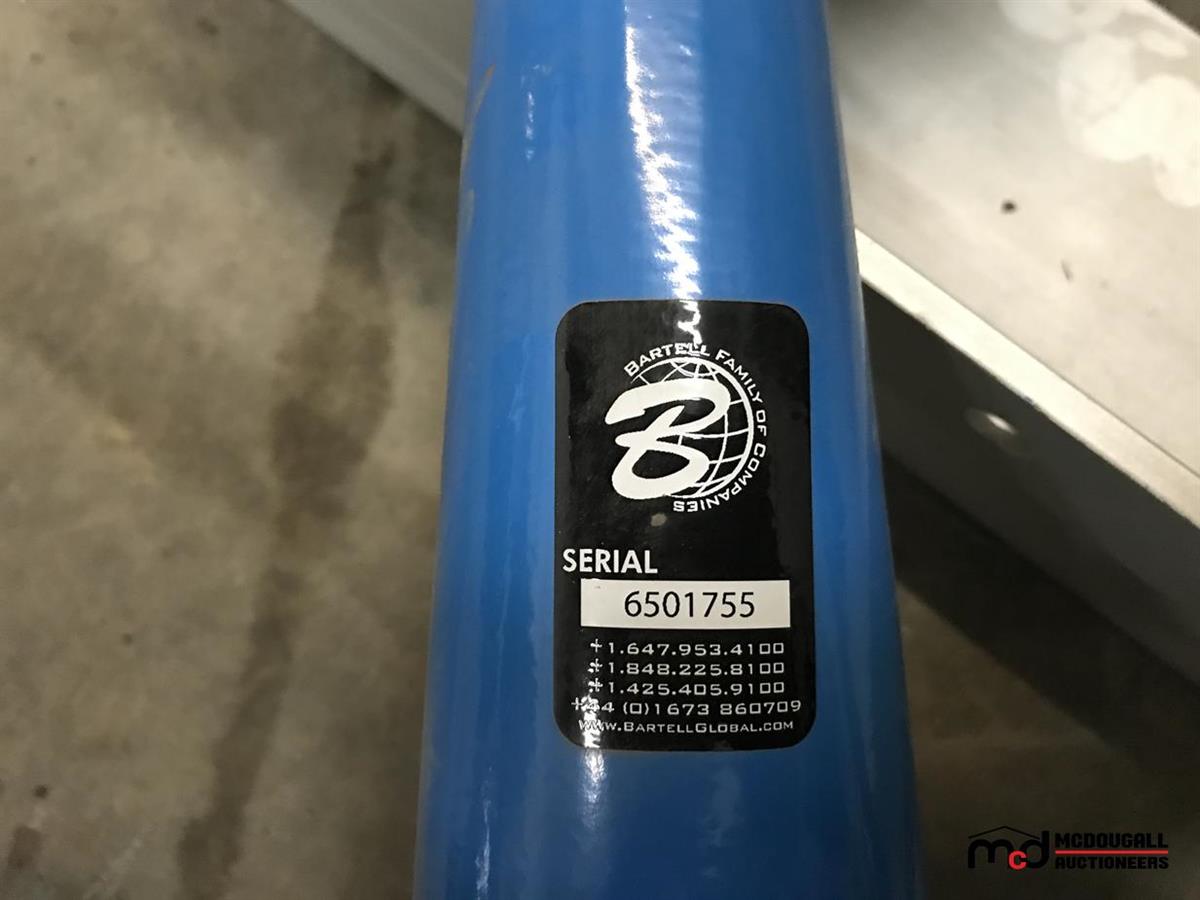 BARTELL FAMILY OF COMPANIES
B
SERIAL
6501755
+1.647.953.4100
+1.848.225.8100
+1.425.405.9100
+44 (0)1673 860709
WWW.BARTELLGLOBAL.COM
mcd MCDOUGALL
AUCTIONEERS